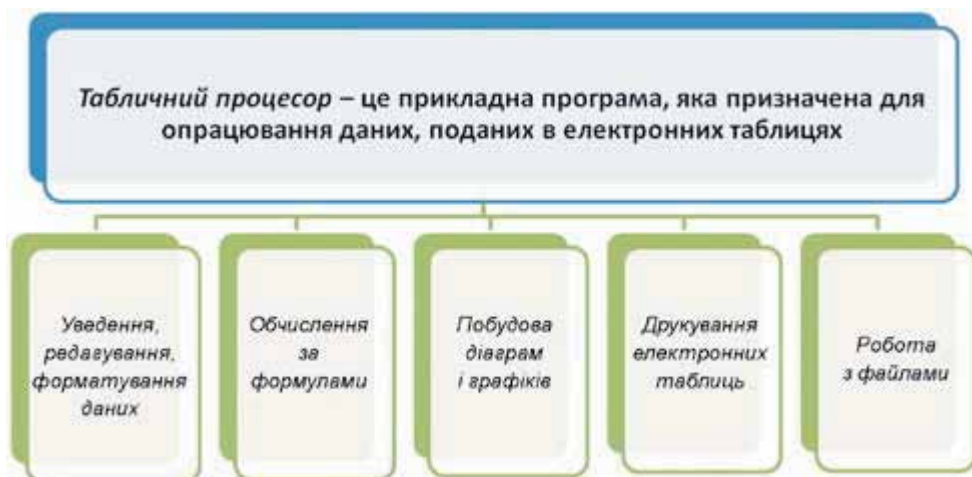 Табличний процесор – це прикладна програма, яка призначена для
опрацювання даних, поданих в електронних таблицях
Уведення,
редагування,
форматування
даних
Обчислення
за
формулами
Побудова
діаграм
і графіків
Друкування
електронних
таблиць
Робота
з файлами